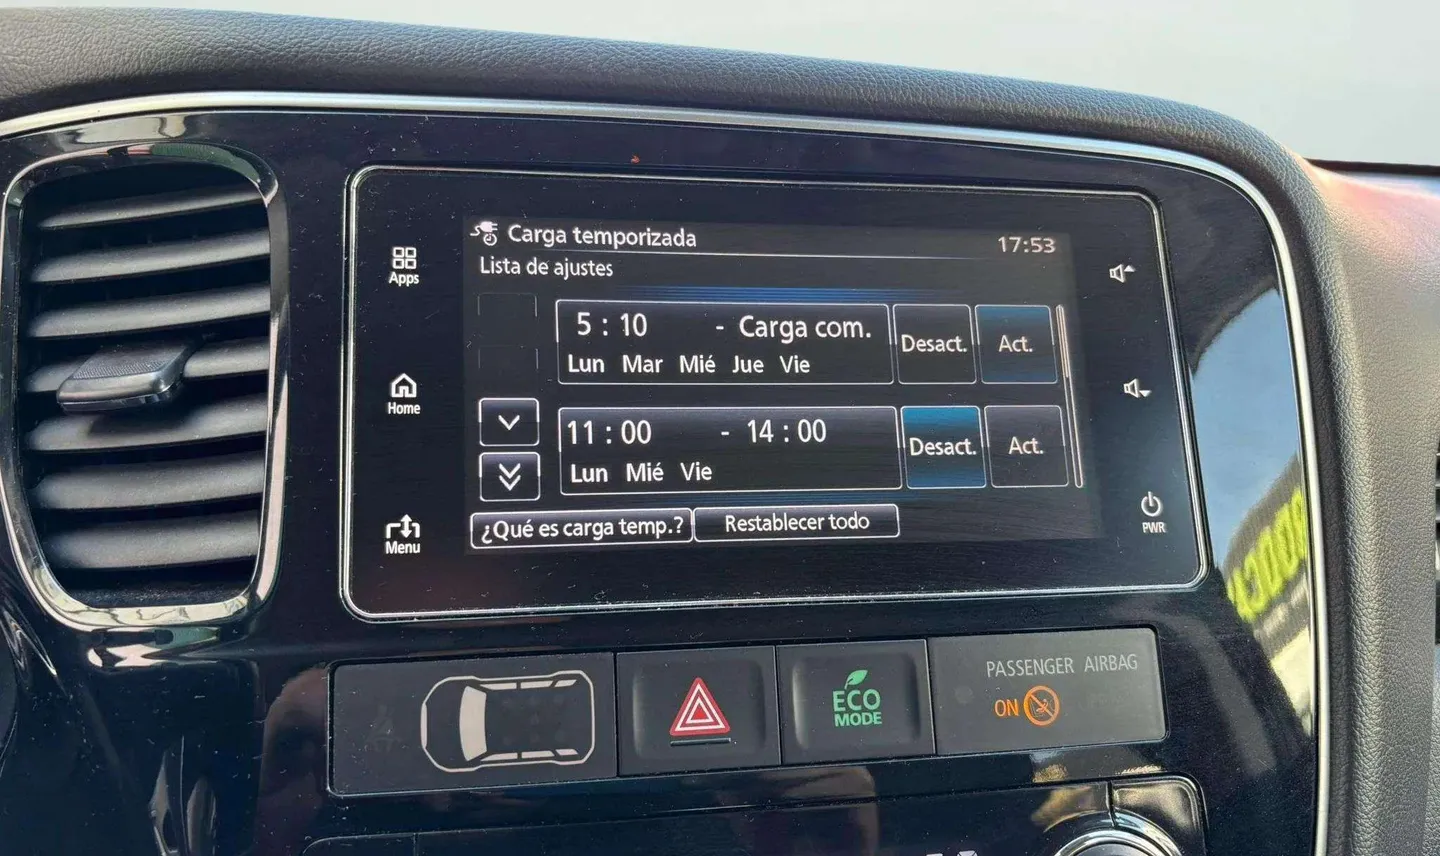 Carga temporizada
17:53
Lista de ajustes
5 : 10 - Carga com.
Lun Mar Mié Jue Vie
Desact.
Act.
11 : 00 - 14 : 00
Lun Mié Vie
Desact.
Act.
¿Qué es carga temp.?
Restablecer todo
Apps
Home
Menu
PWR
ECO
MODE
PASSENGER AIRBAG
ON